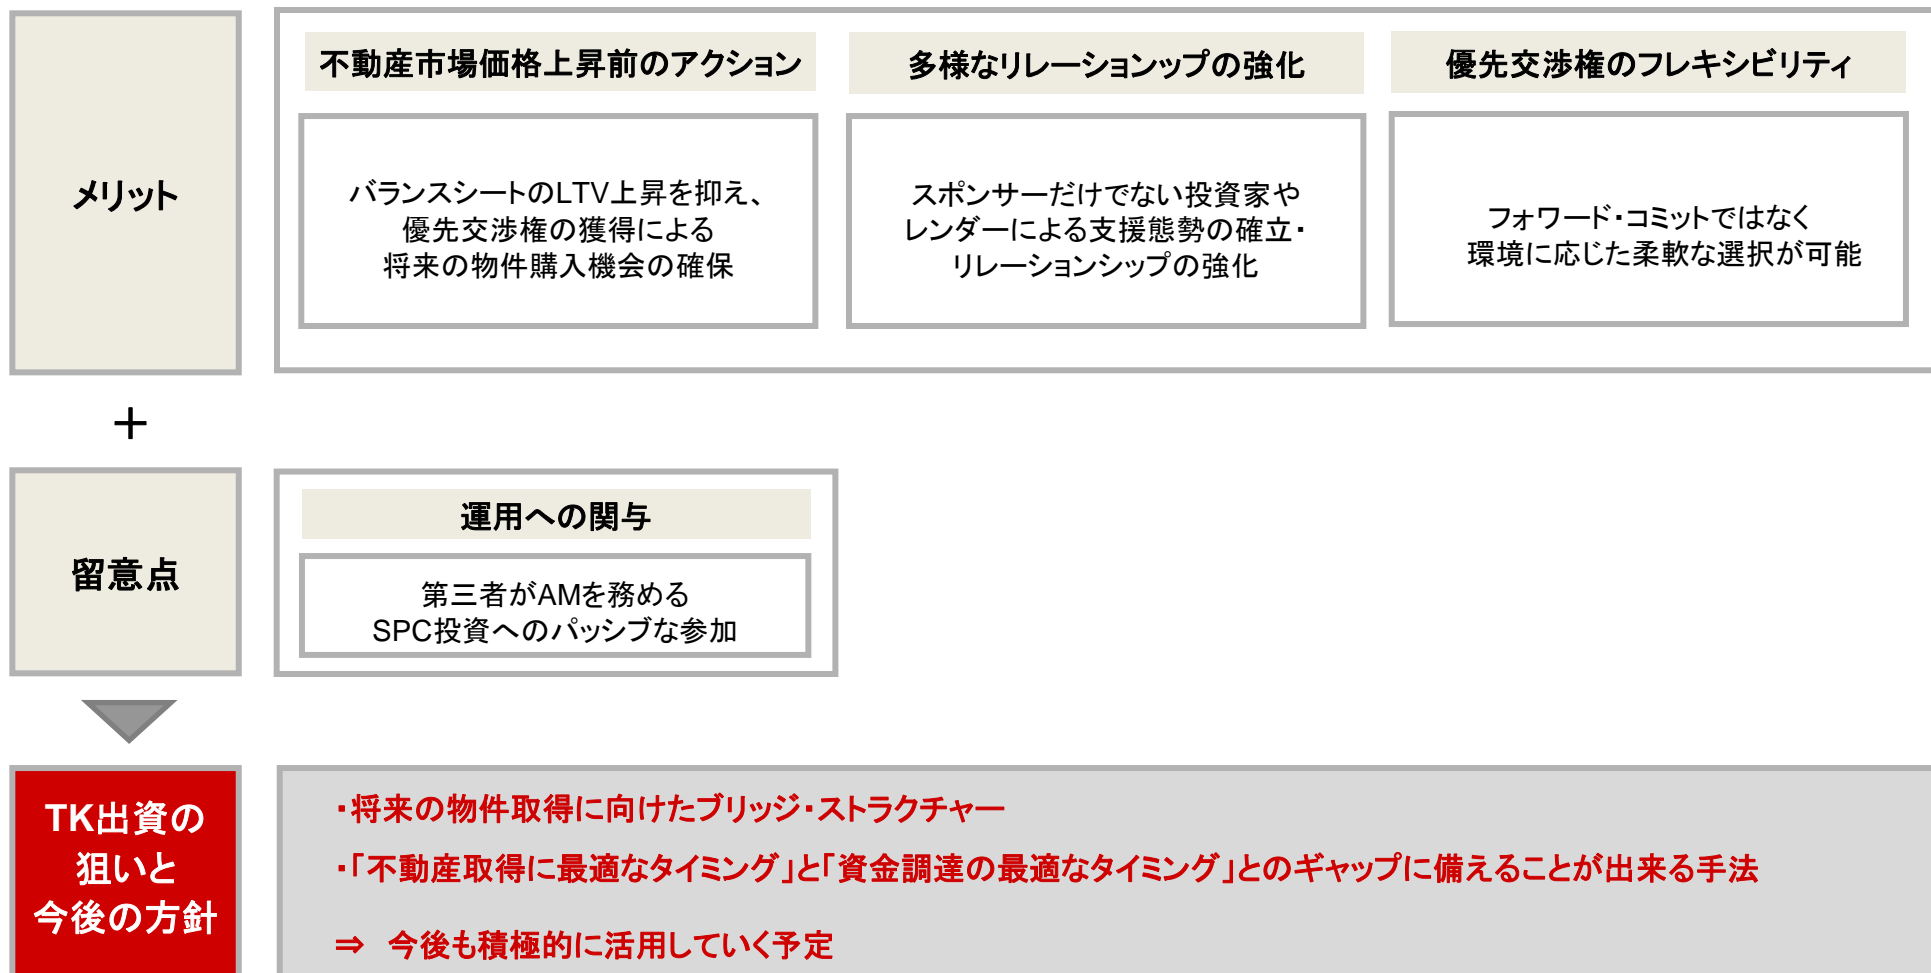 メリット
不動産市場価格上昇前のアクション
バランスシートのLTV上昇を抑え、
優先交渉権の獲得による
将来の物件購入機会の確保
多様なリレーションップの強化
スポンサーだけでない投資家や
レンダーによる支援態勢の確立・
リレーションシップの強化
優先交渉権のフレキシビリティ
フォワード・コミットではなく
環境に応じた柔軟な選択が可能
＋
留意点
運用への関与
第三者がAMを務める
SPC投資へのパッシブな参加
TK出資の
狙いと
今後の方針
・将来の物件取得に向けたブリッジ・ストラクチャー
・「不動産取得に最適なタイミング」と「資金調達の最適なタイミング」とのギャップに備えることが出来る手法
⇒ 今後も積極的に活用していく予定